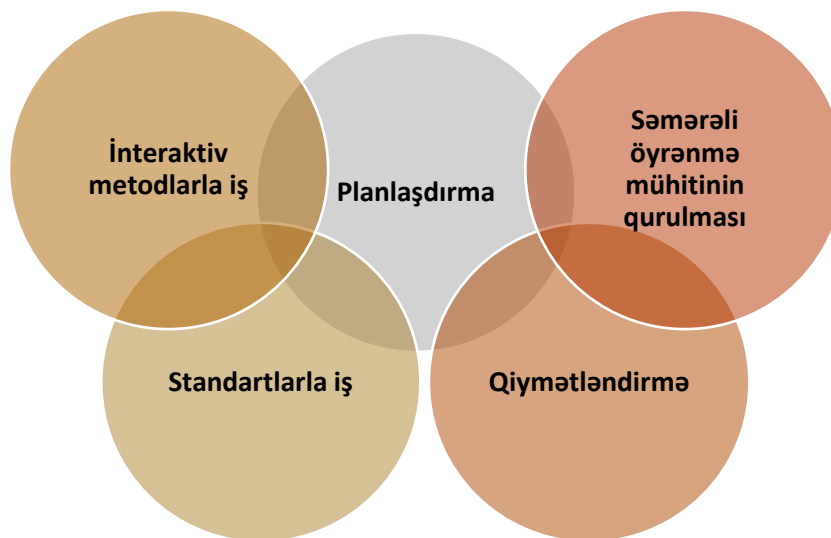 İnteraktiv
metodlarla iş
Planlaşdırma
Səmərəli
öyrənmə
mühitinin
qurulması
Standartlarla iş
Qiymətləndirmə